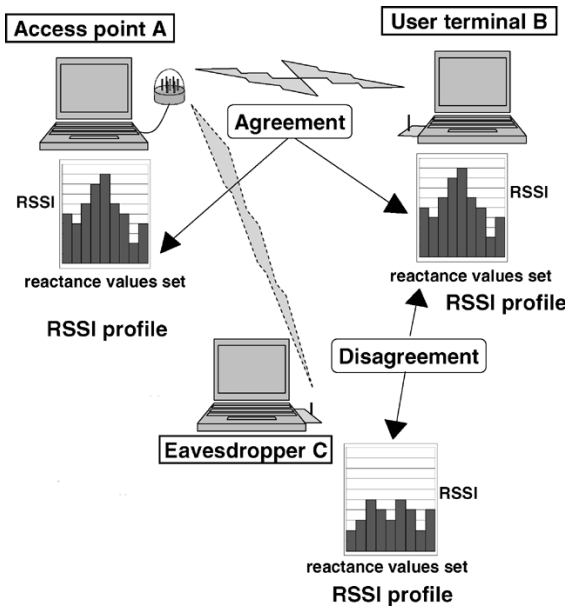 Access point A
User terminal B
Agreement
RSSI
RSSI
reactance values set
reactance values set
RSSI profile
RSSI profile
Disagreement
Eavesdropper C
RSSI
reactance values set
RSSI profile